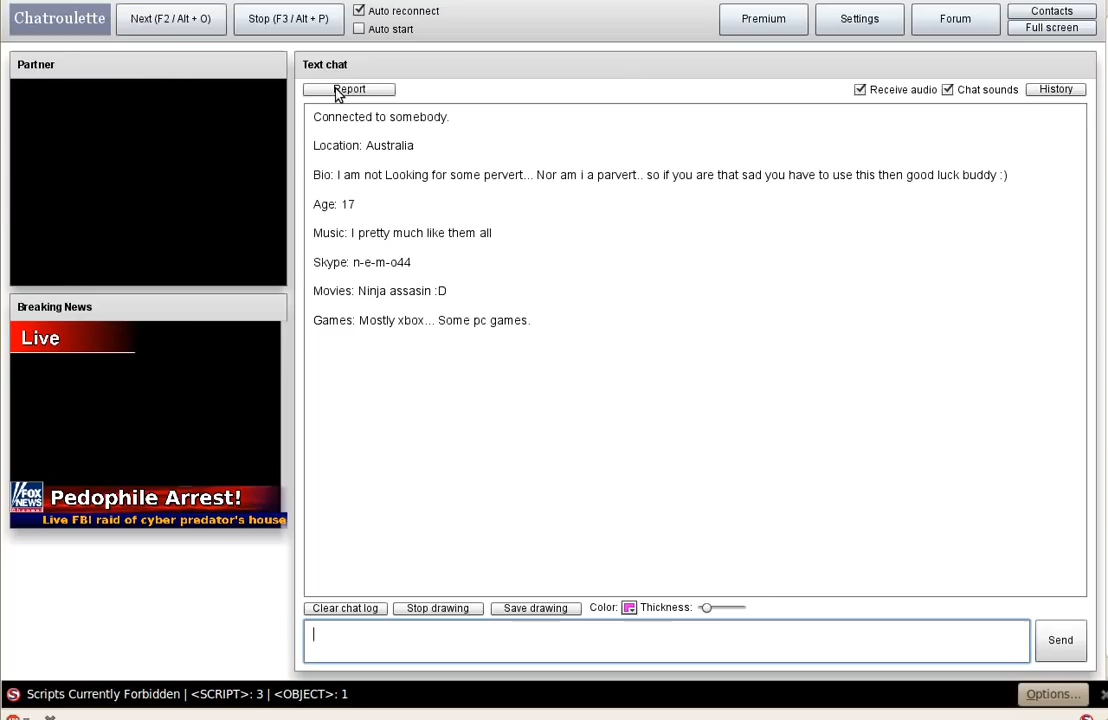 Chatroulette
Next (F2 / Alt + O)
Stop (F3 / Alt + P)
Auto reconnect
Auto start
Premium
Settings
Forum
Contacts
Full screen
Partner
Text chat
Report
Receive audio
Chat sounds
History
Connected to somebody.
Location: Australia
Bio: I am not Looking for some pervert... Nor am i a parvert.. so if you are that sad you have to use this then good luck buddy :)
Age: 17
Music: I pretty much like them all
Skype: n-e-m-o44
Movies: Ninja assasin :D
Games: Mostly xbox... Some pc games.
Breaking News
Live
FOX NEWS Channel
Pedophile Arrest!
Live FBI raid of cyber predator's house
Clear chat log
Stop drawing
Save drawing
Color:
Thickness:
Send
Scripts Currently Forbidden | <SCRIPT>: 3 | <OBJECT>: 1
Options...